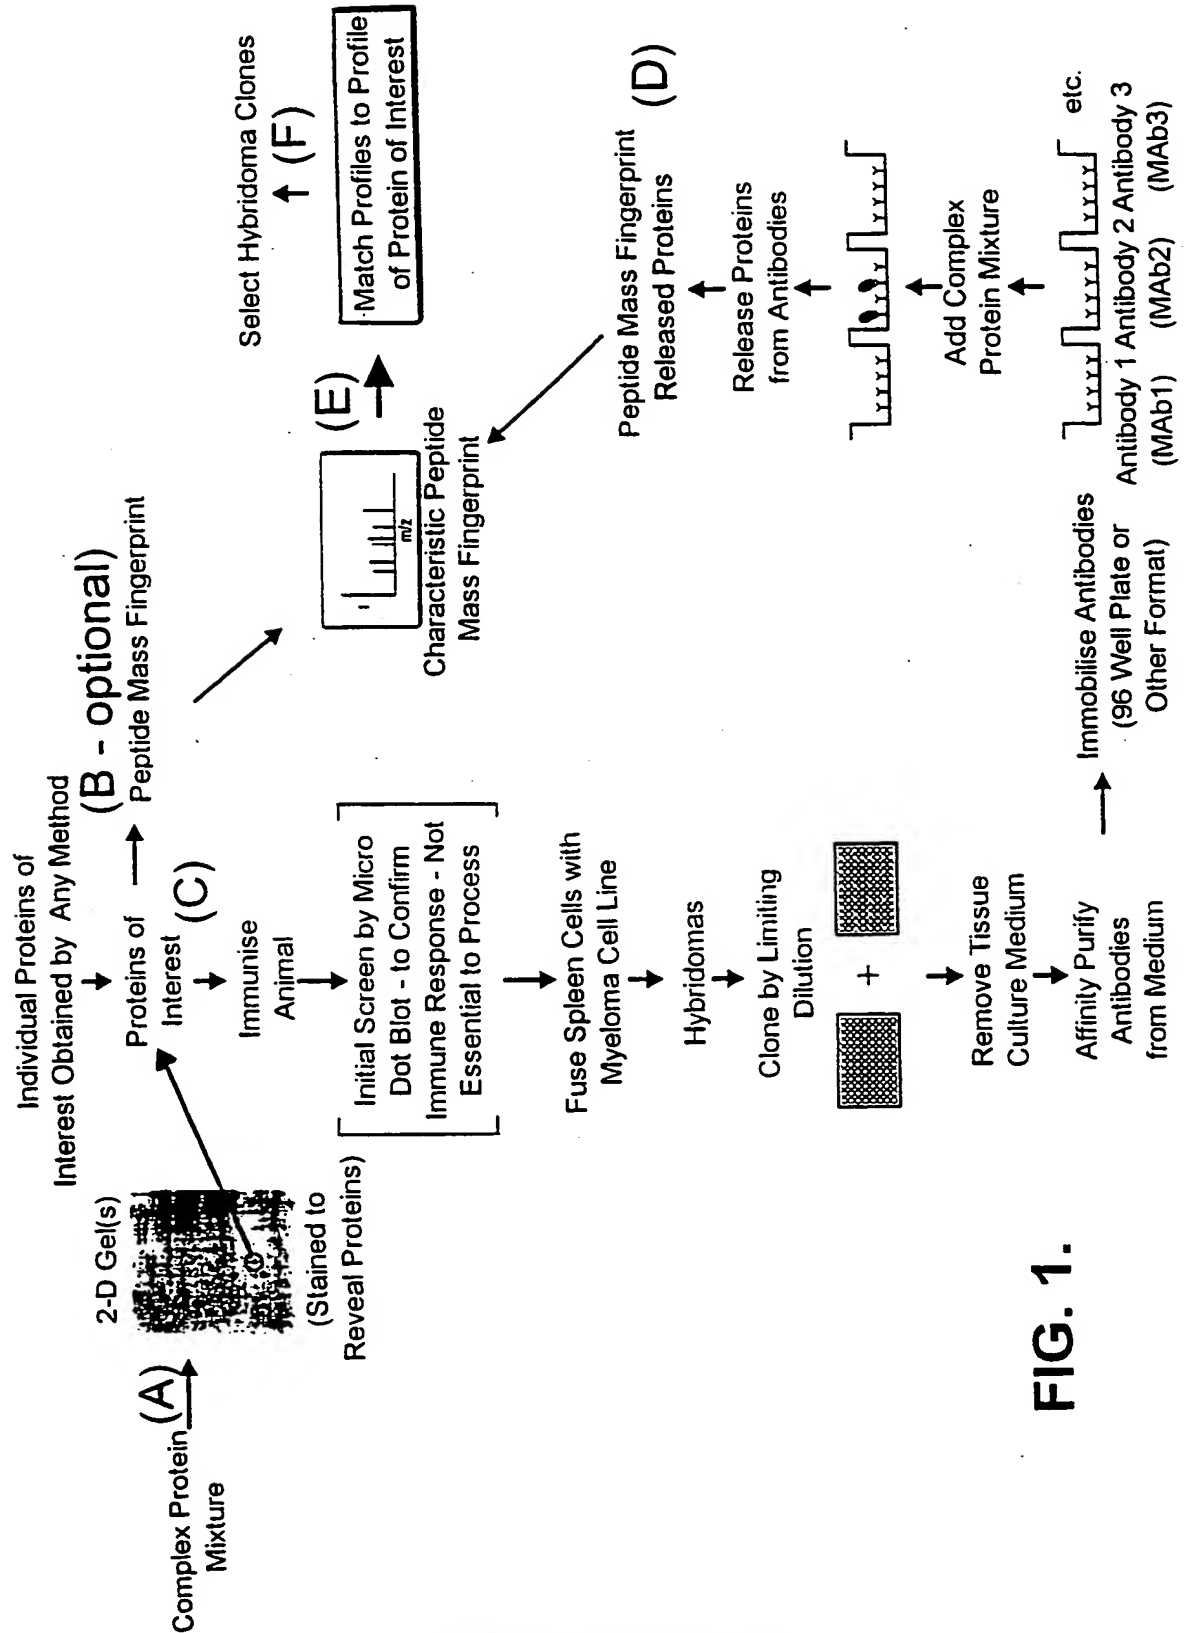 Complex Protein
Mixture
(A)
2-D Gel(s)
(Stained to
Reveal Proteins)
Individual Proteins of
Interest Obtained by Any Method
Proteins of
Interest
(B - optional)
Peptide Mass Fingerprint
(C)
Immunise
Animal
Initial Screen by Micro
Dot Blot - to Confirm
Immune Response - Not
Essential to Process
Fuse Spleen Cells with
Myeloma Cell Line
Hybridomas
Clone by Limiting
Dilution
+
Remove Tissue
Culture Medium
Affinity Purify
Antibodies
from Medium
Immobilise Antibodies
(96 Well Plate or
Other Format)
Antibody 1 Antibody 2 Antibody 3
(MAb1) (MAb2) (MAb3)
etc.
Add Complex
Protein Mixture
Release Proteins
from Antibodies
Peptide Mass Fingerprint
Released Proteins
(D)
m/z
Characteristic Peptide
Mass Fingerprint
(E)
Match Profiles to Profile
of Protein of Interest
(F)
Select Hybridoma Clones
FIG. 1.